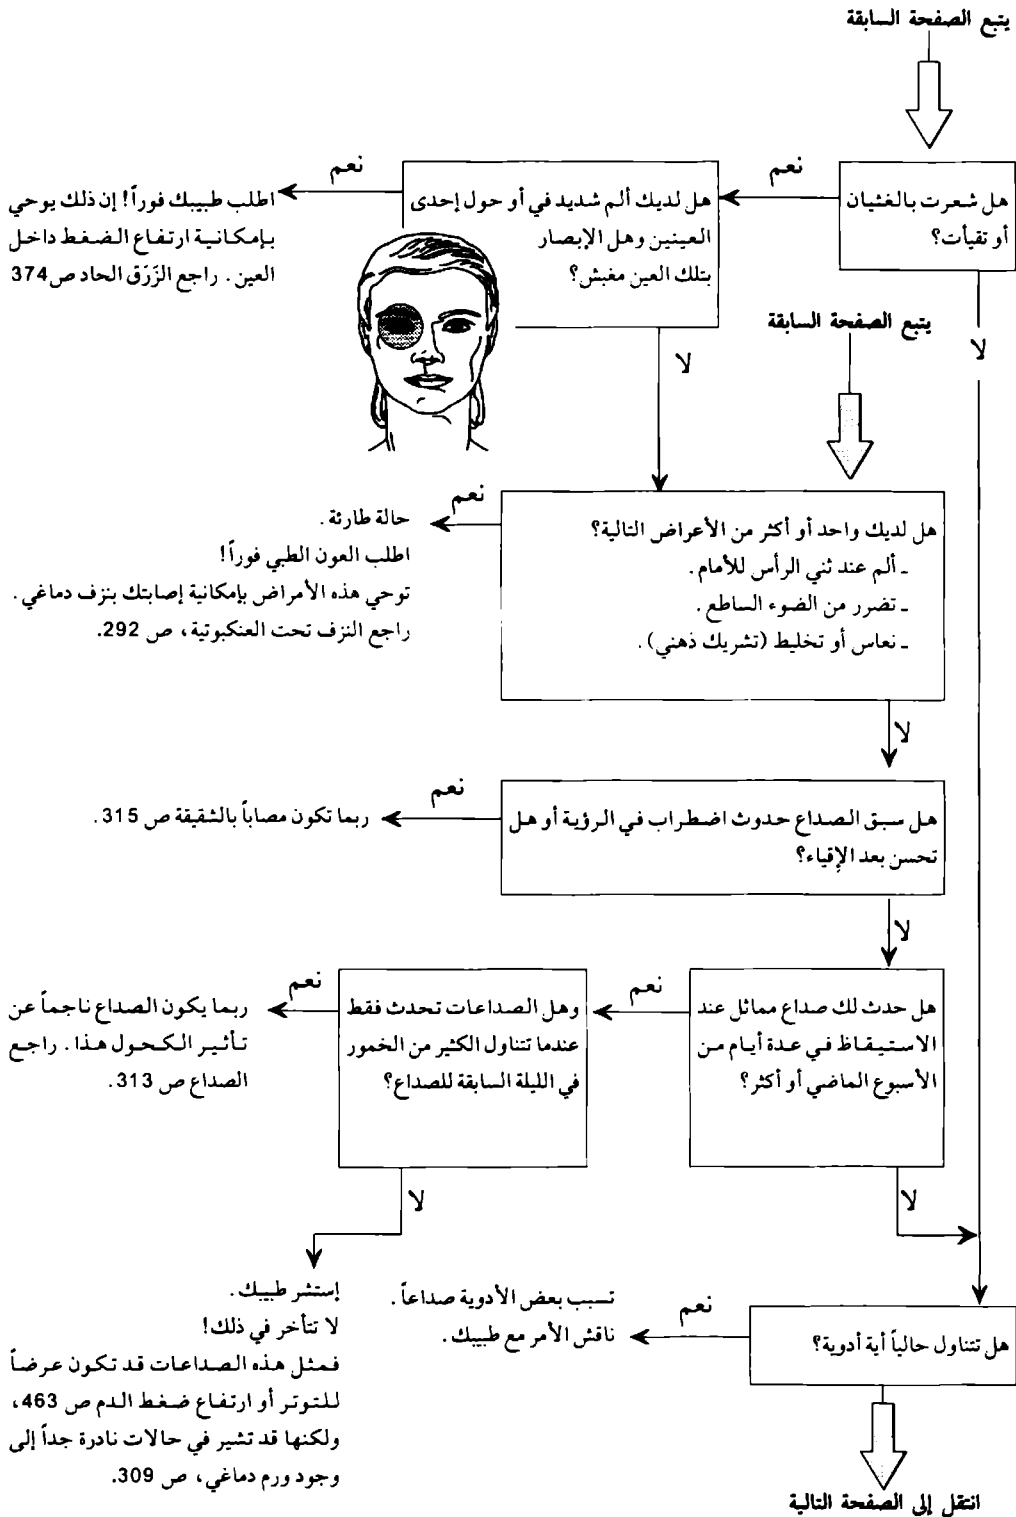 يتبع الصفحة السابقة
هل شعرت بالغثيان
أو تقيأت؟
نعم
لا
هل لديك ألم شديد في أو حول إحدى
العينين وهل الإبصار
بتلك العين مغبش؟
نعم
اطلب طبيبك فوراً! إن ذلك يوحي
بإمكانية ارتفاع الضغط داخل
العين. راجع الزَرَق الحاد ص 374
لا
يتبع الصفحة السابقة
هل لديك واحد أو أكثر من الأعراض التالية؟
ـ ألم عند ثني الرأس للأمام.
ـ تضرر من الضوء الساطع.
ـ نعاس أو تخليط (تشريك ذهني).
نعم
حالة طارئة.
اطلب العون الطبي فوراً!
توحي هذه الأمراض بإمكانية إصابتك بنزف دماغي.
راجع النزف تحت العنكبوتية، ص 292.
لا
هل سبق الصداع حدوث اضطراب في الرؤية أو هل
تحسن بعد الإقياء؟
نعم
ربما تكون مصاباً بالشقيقة ص 315.
لا
هل حدث لك صداع مماثل عند
الاستيقاظ في عدة أيام من
الأسبوع الماضي أو أكثر؟
نعم
وهل الصداعات تحدث فقط
عندما تتناول الكثير من الخمور
في الليلة السابقة للصداع؟
نعم
ربما يكون الصداع ناجماً عن
تأثير الكحول هذا. راجع
الصداع ص 313.
لا
لا
إستشر طبيبك.
لا تتأخر في ذلك!
فمثل هذه الصداعات قد تكون عرضاً
للتوتر أو ارتفاع ضغط الدم ص 463،
ولكنها قد تشير في حالات نادرة جداً إلى
وجود ورم دماغي، ص 309.
هل تتناول حالياً أية أدوية؟
نعم
تسبب بعض الأدوية صداعاً.
ناقش الأمر مع طبيبك.
انتقل إلى الصفحة التالية